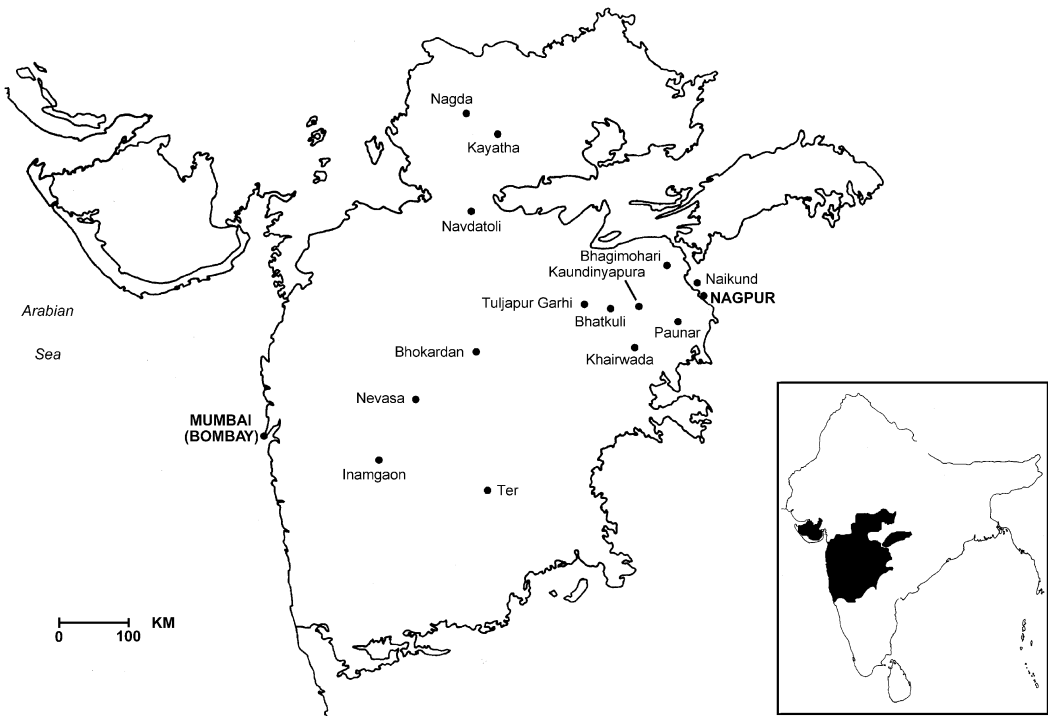 Nagda
Kayatha
Navdatoli
Bhagimohari
Kaundinyapura
Naikund
NAGPUR
Tuljapur Garhi
Bhatkuli
Paunar
Khairwada
Arabian
Sea
Bhokardan
Nevasa
MUMBAI
(BOMBAY)
Inamgaon
Ter
0 100 KM